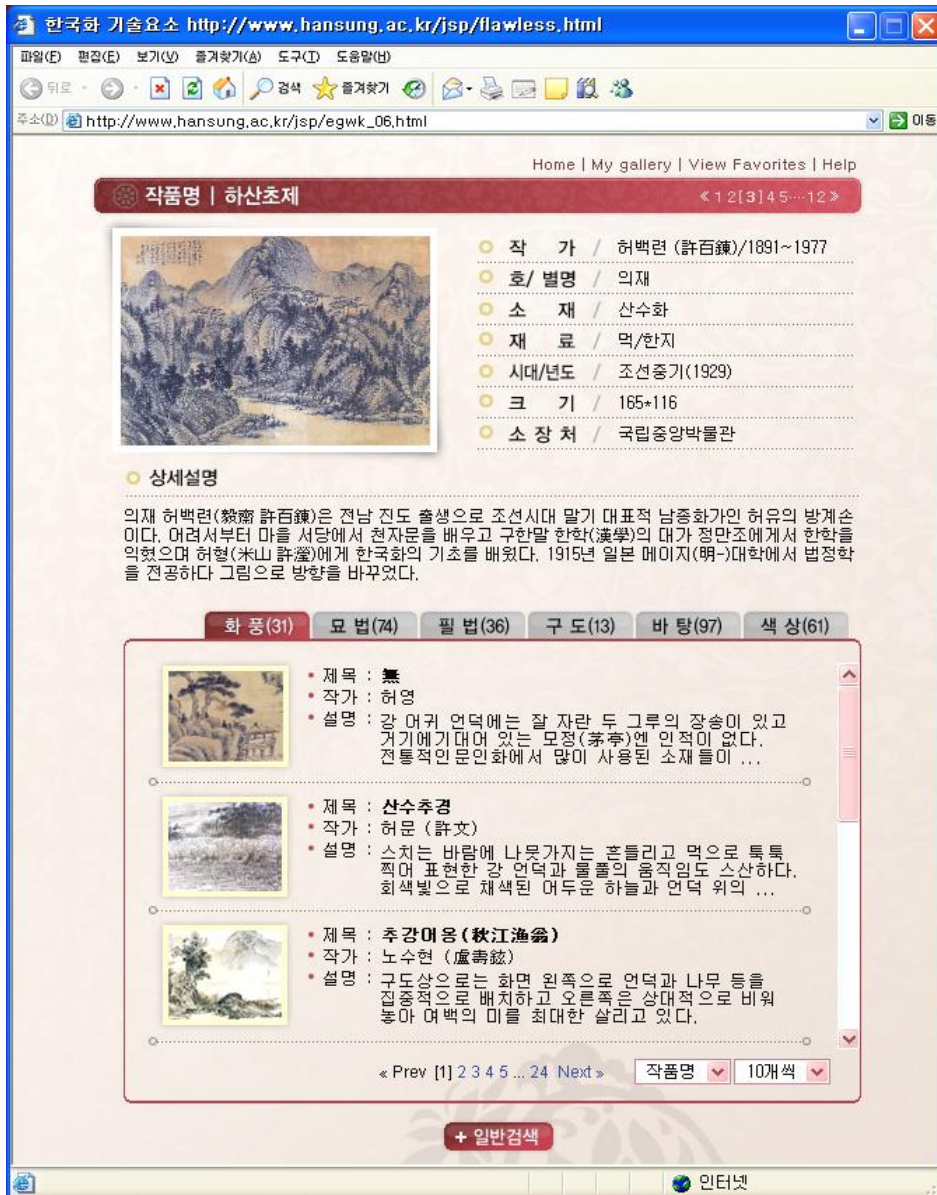 한국화 기술요소 http://www.hansung.ac.kr/jsp/flawless.html
파일(F) 편집(E) 보기(V) 즐겨찾기(A) 도구(T) 도움말(H)
뒤로 검색 즐겨찾기
주소(D) http://www.hansung.ac.kr/jsp/egwk_06.html 이동
Home | My gallery | View Favorites | Help
작품명 | 하산초제 ≪ 1 2 [3] 4 5 ···· 12 ≫
작 가 / 허백련 (許百鍊)/1891~1977
호/ 별명 / 의재
소 재 / 산수화
재 료 / 먹/한지
시대/년도 / 조선중기(1929)
크 기 / 165*116
소 장 처 / 국립중앙박물관
상세설명
의재 허백련(毅齋 許百鍊)은 전남 진도 출생으로 조선시대 말기 대표적 남종화가인 허유의 방계손
이다. 어려서부터 마을 서당에서 천자문을 배우고 구한말 한학(漢學)의 대가 정만조에게서 한학을
익혔으며 허형(米山 許瀅)에게 한국화의 기초를 배웠다. 1915년 일본 메이지(明-)대학에서 법정학
을 전공하다 그림으로 방향을 바꾸었다.
화 풍(31) 묘 법(74) 필 법(36) 구 도(13) 바 탕(97) 색 상(61)
• 제목 : 無
• 작가 : 허영
• 설명 : 강 어귀 언덕에는 잘 자란 두 그루의 장송이 있고
거기에기대어 있는 모정(茅亭)엔 인적이 없다.
전통적인문인화에서 많이 사용된 소재들이 ...
• 제목 : 산수추경
• 작가 : 허문 (許文)
• 설명 : 스치는 바람에 나뭇가지는 흔들리고 먹으로 툭툭
찍어 표현한 강 언덕과 물풀의 움직임도 스산하다.
회색빛으로 채색된 어두운 하늘과 언덕 위의 ...
• 제목 : 추강어옹(秋江漁翁)
• 작가 : 노수현 (盧壽鉉)
• 설명 : 구도상으로는 화면 왼쪽으로 언덕과 나무 등을
집중적으로 배치하고 오른쪽은 상대적으로 비워
놓아 여백의 미를 최대한 살리고 있다.
« Prev [1] 2 3 4 5 ... 24 Next » 작품명 10개씩
+ 일반검색
인터넷